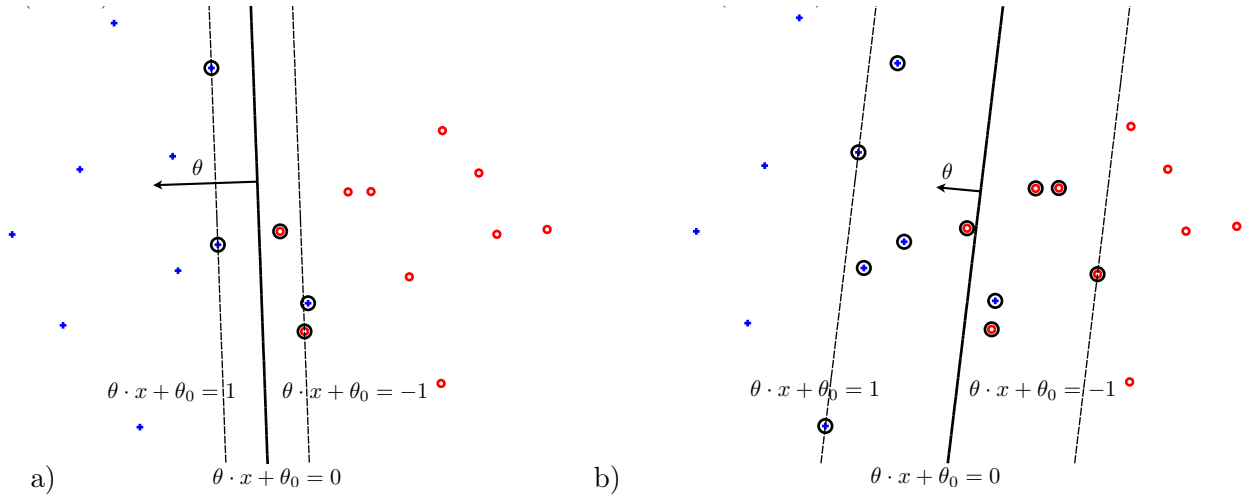 θ
θ · x + θ₀ = 1
θ · x + θ₀ = −1
θ · x + θ₀ = 0
a)
θ
θ · x + θ₀ = 1
θ · x + θ₀ = −1
θ · x + θ₀ = 0
b)